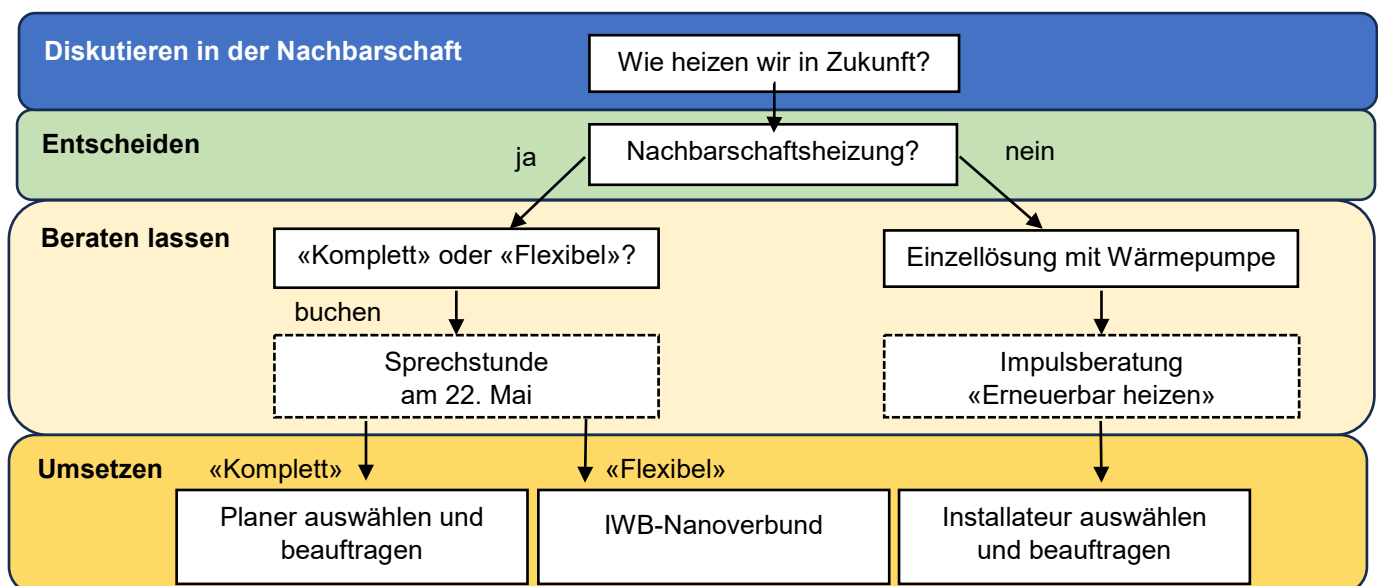 Diskutieren in der Nachbarschaft
Wie heizen wir in Zukunft?
Entscheiden
ja
Nachbarschaftsheizung?
nein
Beraten lassen
«Komplett» oder «Flexibel»?
Einzellösung mit Wärmepumpe
buchen
Sprechstunde
am 22. Mai
Impulsberatung
«Erneuerbar heizen»
Umsetzen
«Komplett»
«Flexibel»
Planer auswählen und
beauftragen
IWB-Nanoverbund
Installateur auswählen
und beauftragen